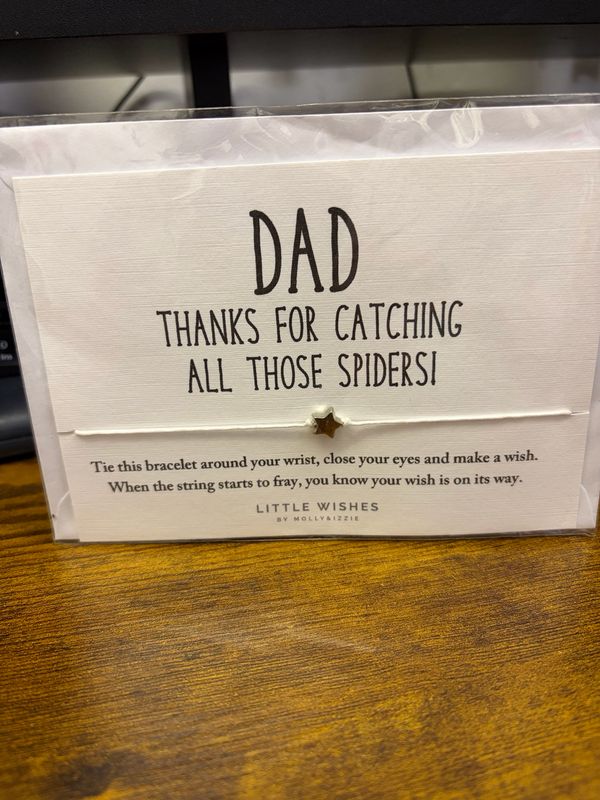 DAD
THANKS FOR CATCHING
ALL THOSE SPIDERS!
Tie this bracelet around your wrist, close your eyes and make a wish.
When the string starts to fray, you know your wish is on its way.
LITTLE WISHES
BY MOLLY&IZZIE